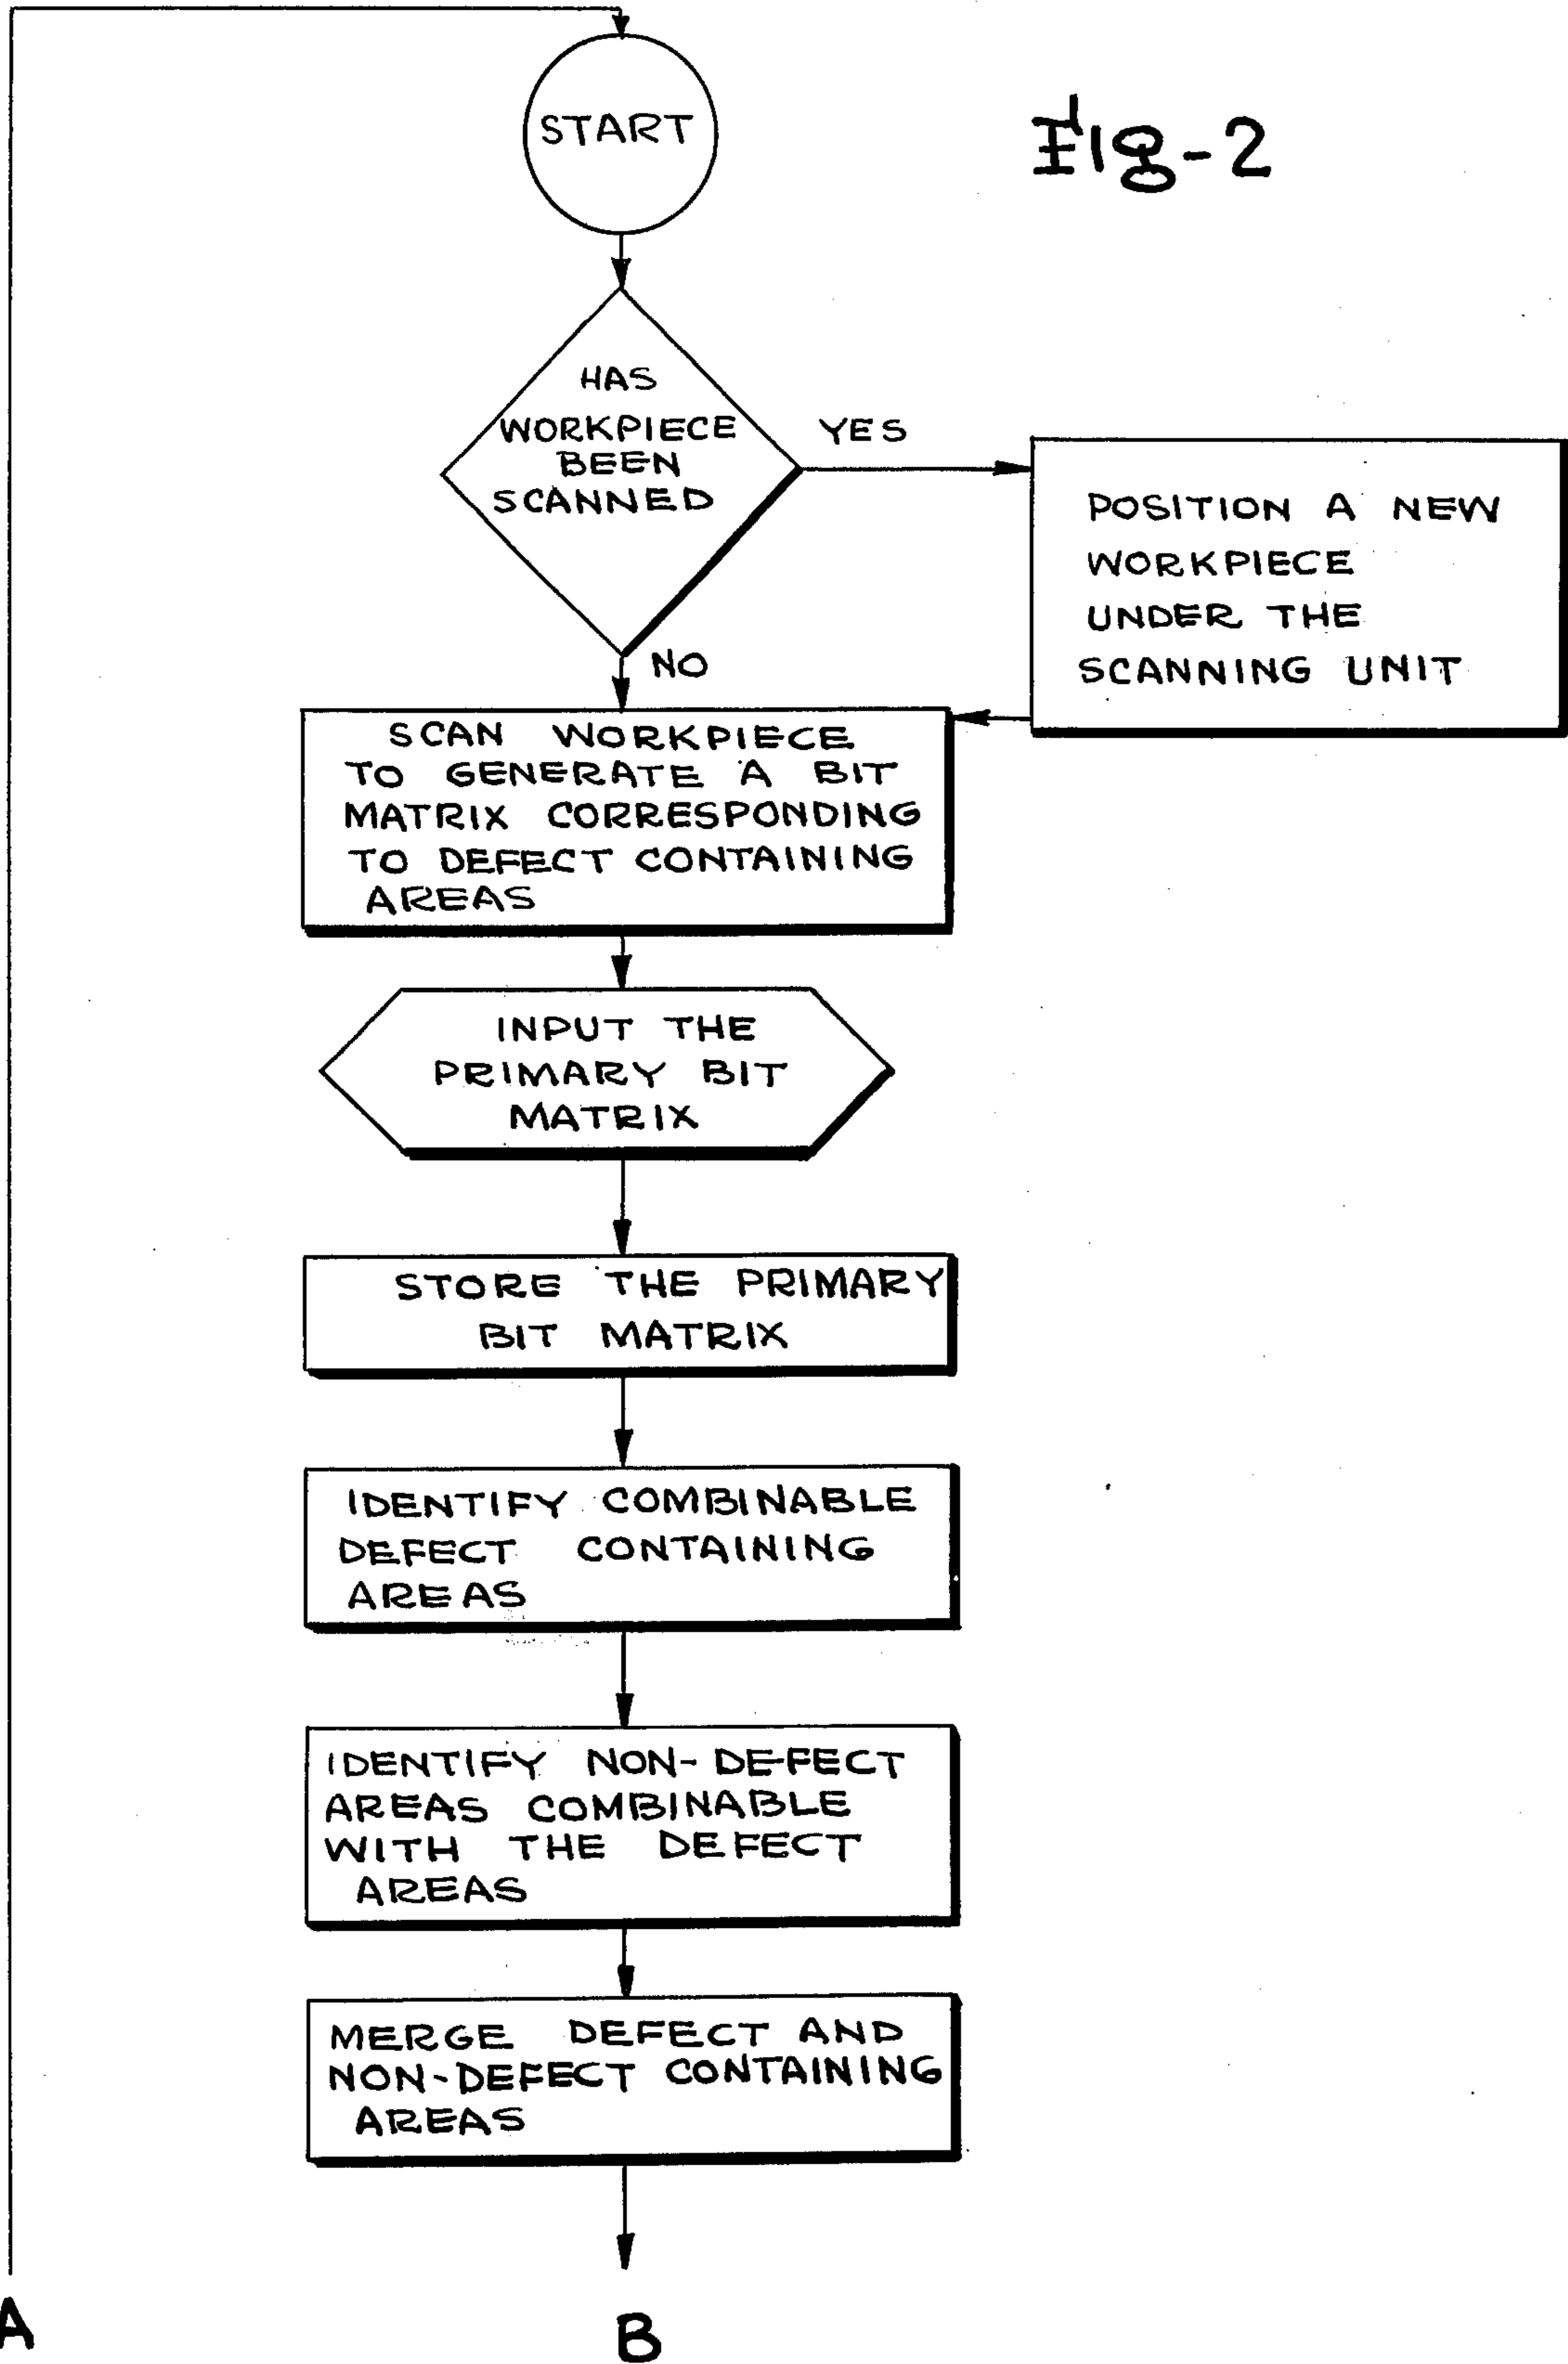 START
Fig-2
HAS
WORKPIECE
BEEN
SCANNED
YES
POSITION A NEW
WORKPIECE
UNDER THE
SCANNING UNIT
NO
SCAN WORKPIECE
TO GENERATE A BIT
MATRIX CORRESPONDING
TO DEFECT CONTAINING
AREAS
INPUT THE
PRIMARY BIT
MATRIX
STORE THE PRIMARY
BIT MATRIX
IDENTIFY COMBINABLE
DEFECT CONTAINING
AREAS
IDENTIFY NON-DEFECT
AREAS COMBINABLE
WITH THE DEFECT
AREAS
MERGE DEFECT AND
NON-DEFECT CONTAINING
AREAS
A
B